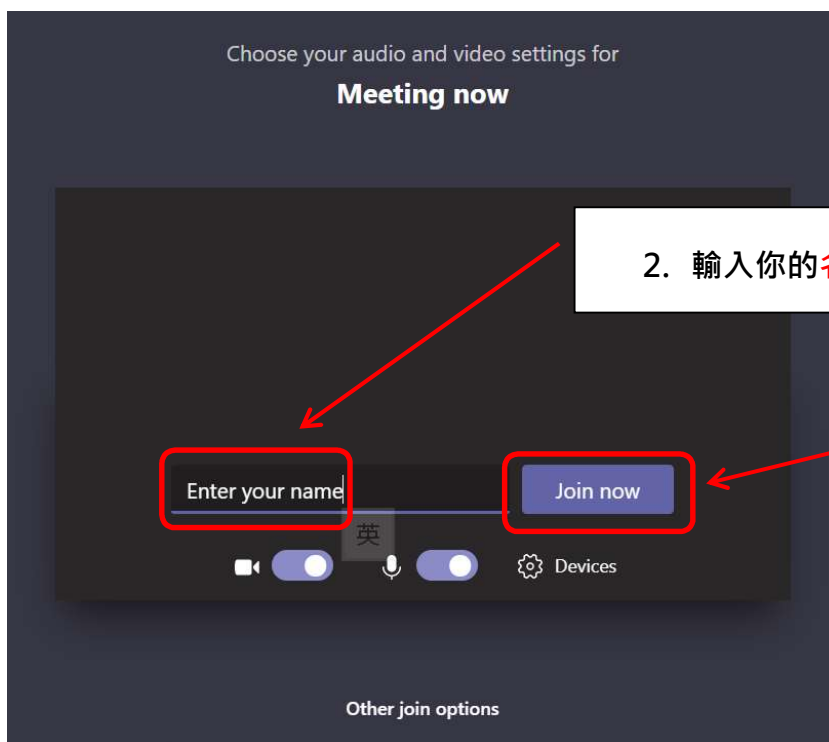 Choose your audio and video settings for
Meeting now
2. 輸入你的
Enter your name
Join now
英
Devices
Other join options